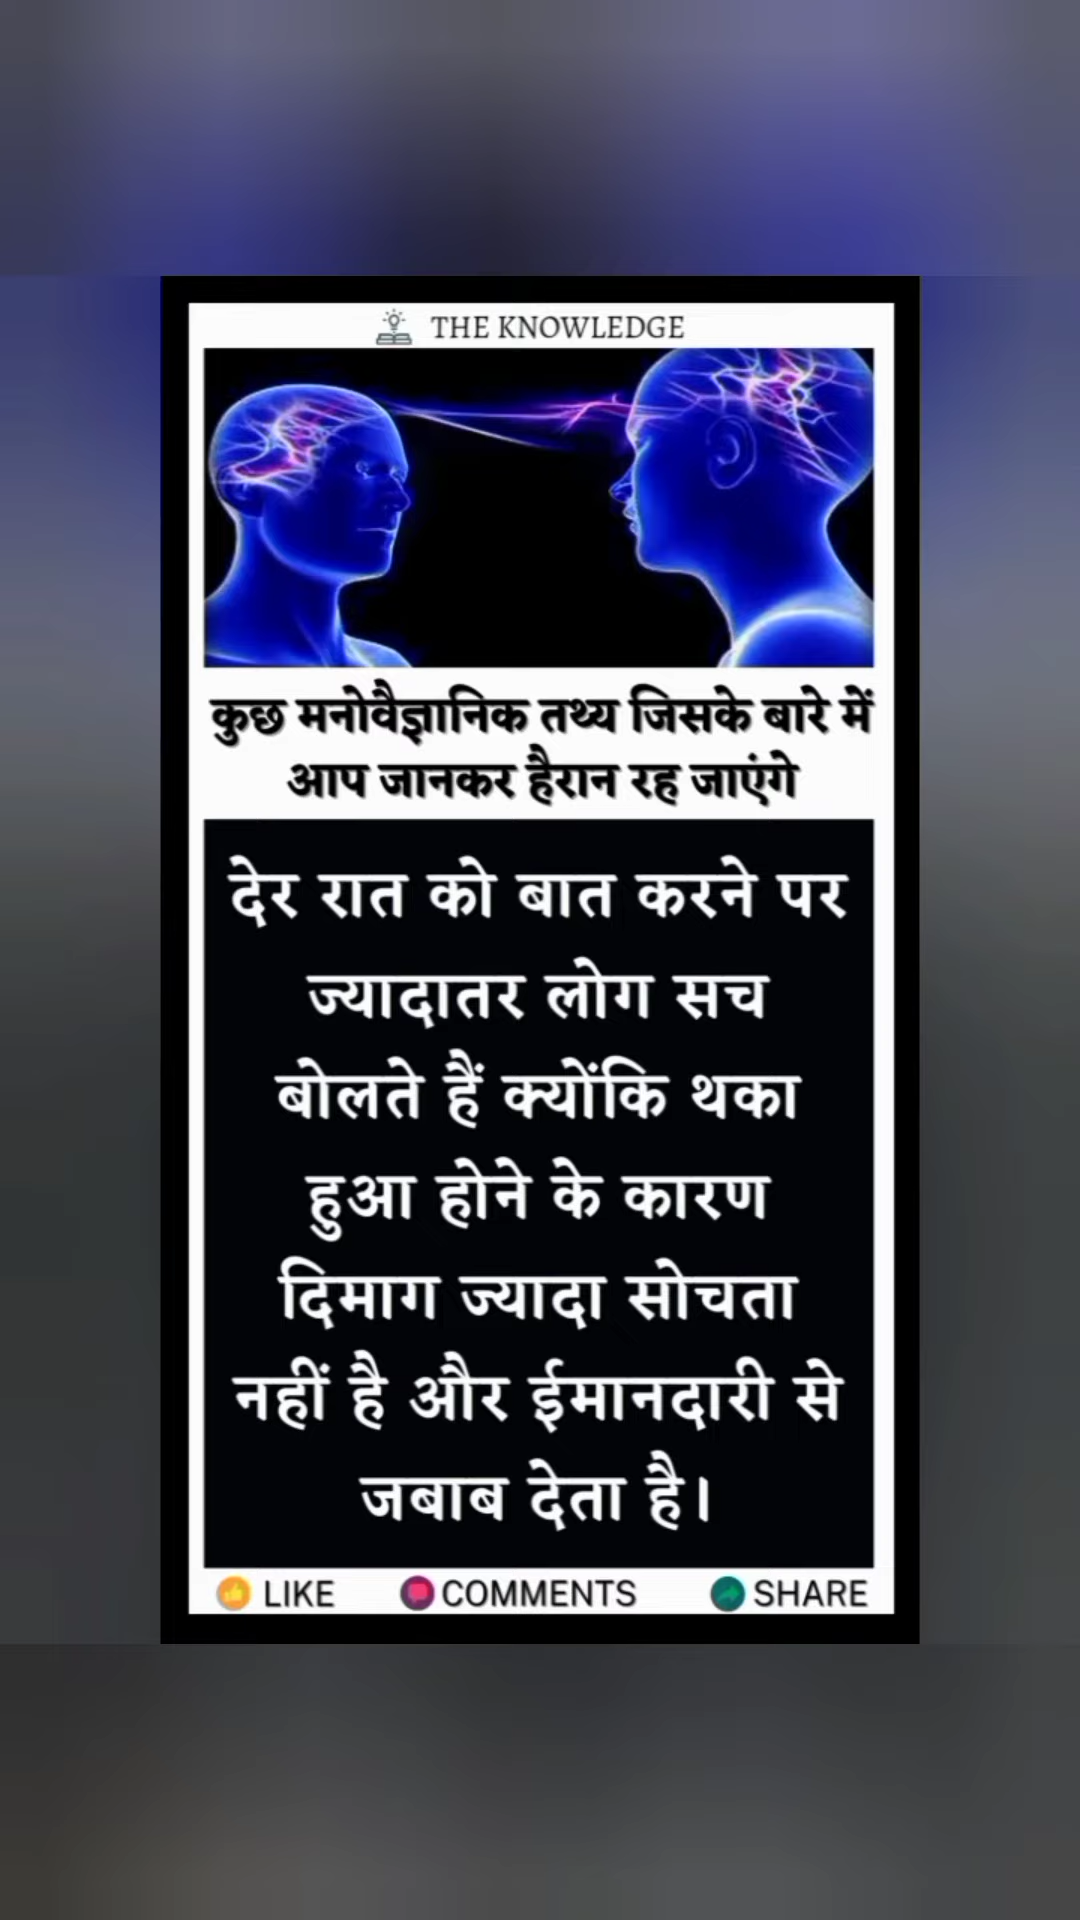 THE KNOWLEDGE
कुछ मनोवैज्ञानिक तथ्य जिसके बारे में
आप जानकर हैरान रह जाएंगे
देर रात को बात करने पर
ज्यादातर लोग सच
बोलते हैं क्योंकि थका
हुआ होने के कारण
दिमाग ज्यादा सोचता
नहीं है और ईमानदारी से
जबाब देता है।
LIKE COMMENTS SHARE